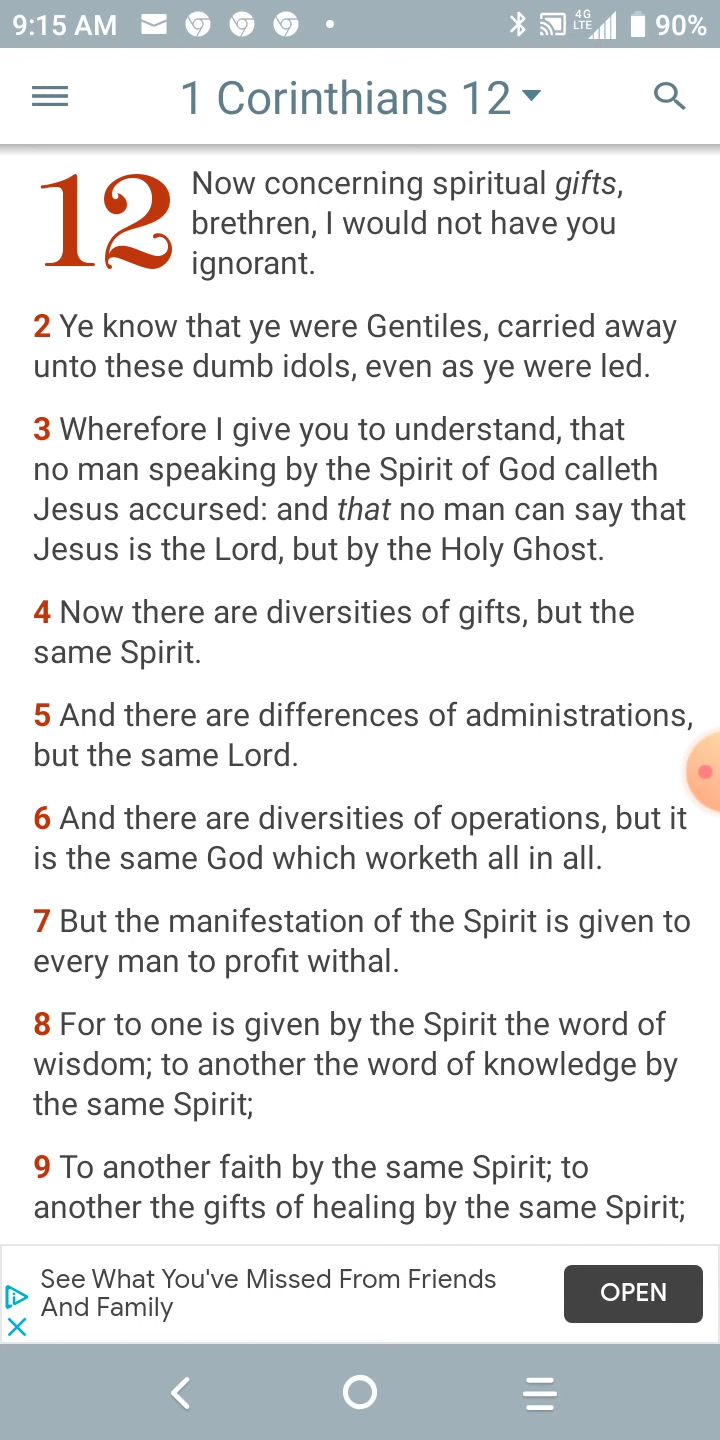 9:15 AM 4G LTE 90%
1 Corinthians 12
12 Now concerning spiritual gifts,
brethren, I would not have you
ignorant.
2 Ye know that ye were Gentiles, carried away
unto these dumb idols, even as ye were led.
3 Wherefore I give you to understand, that
no man speaking by the Spirit of God calleth
Jesus accursed: and that no man can say that
Jesus is the Lord, but by the Holy Ghost.
4 Now there are diversities of gifts, but the
same Spirit.
5 And there are differences of administrations,
but the same Lord.
6 And there are diversities of operations, but it
is the same God which worketh all in all.
7 But the manifestation of the Spirit is given to
every man to profit withal.
8 For to one is given by the Spirit the word of
wisdom; to another the word of knowledge by
the same Spirit;
9 To another faith by the same Spirit; to
another the gifts of healing by the same Spirit;
See What You've Missed From Friends
And Family
OPEN